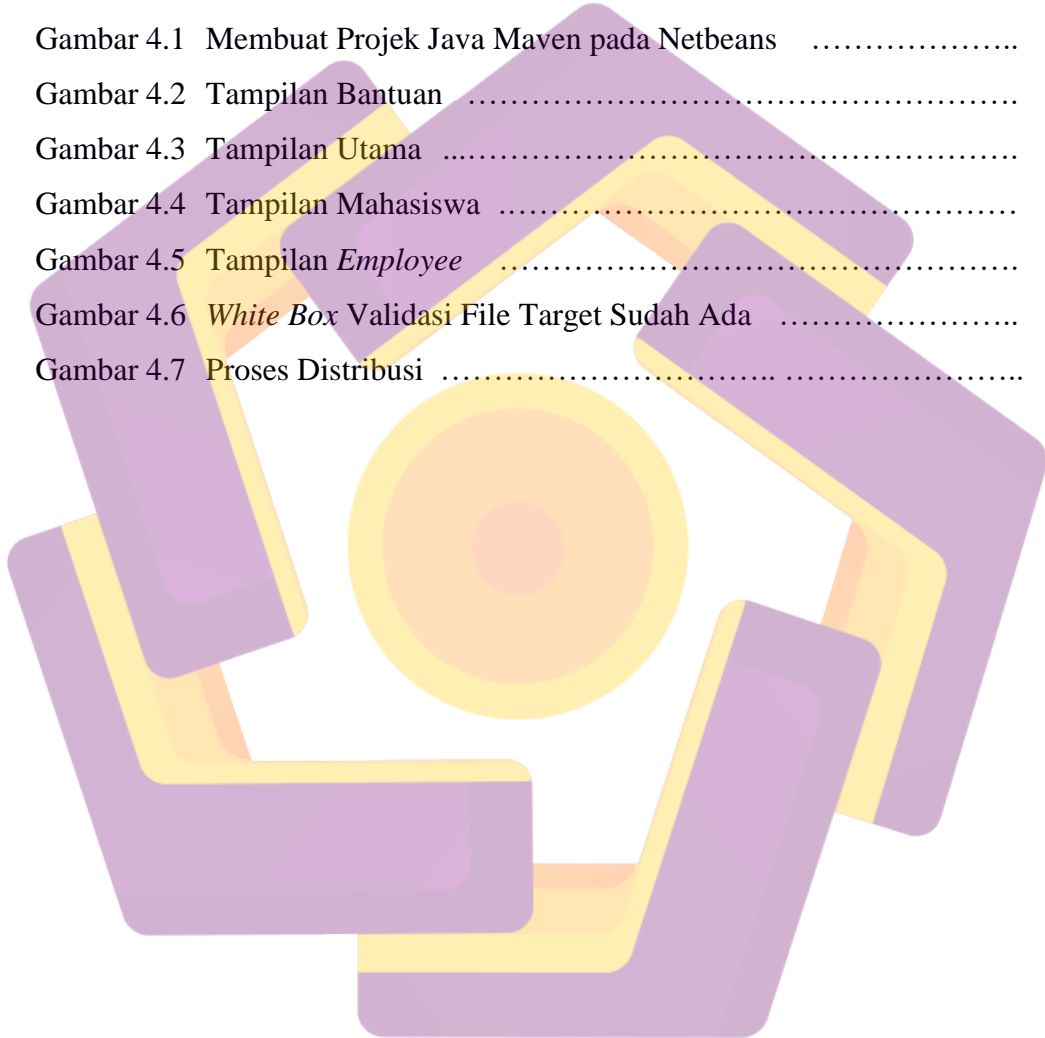 Gambar 4.1 Membuat Projek Java Maven pada Netbeans ………………..
Gambar 4.2 Tampilan Bantuan …………………………………………….
Gambar 4.3 Tampilan Utama ...…………………………………………….
Gambar 4.4 Tampilan Mahasiswa .…………………………………………
Gambar 4.5 Tampilan Employee ………………………………………….
Gambar 4.6 White Box Validasi File Target Sudah Ada …………………..
Gambar 4.7 Proses Distribusi ………………………….. …………………..